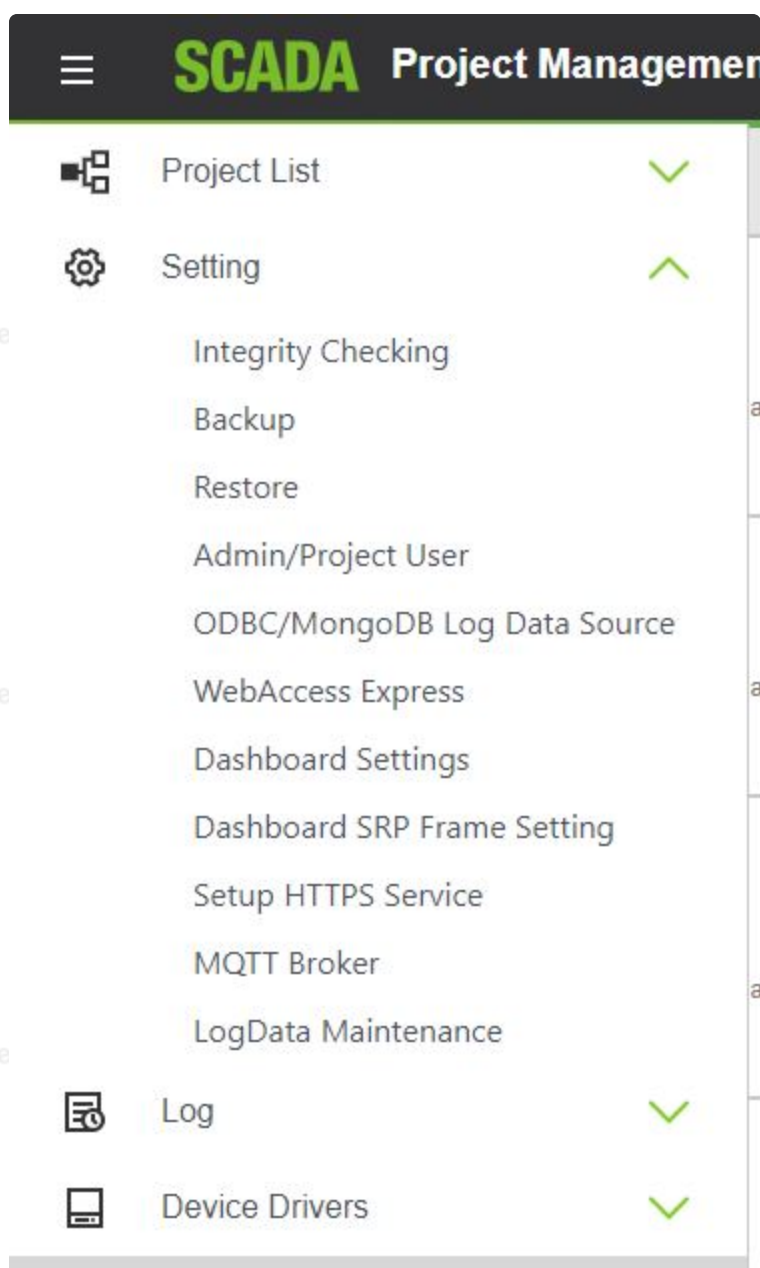 SCADA Project Managemen
Project List
Setting
Integrity Checking
Backup
Restore
Admin/Project User
ODBC/MongoDB Log Data Source
WebAccess Express
Dashboard Settings
Dashboard SRP Frame Setting
Setup HTTPS Service
MQTT Broker
LogData Maintenance
Log
Device Drivers